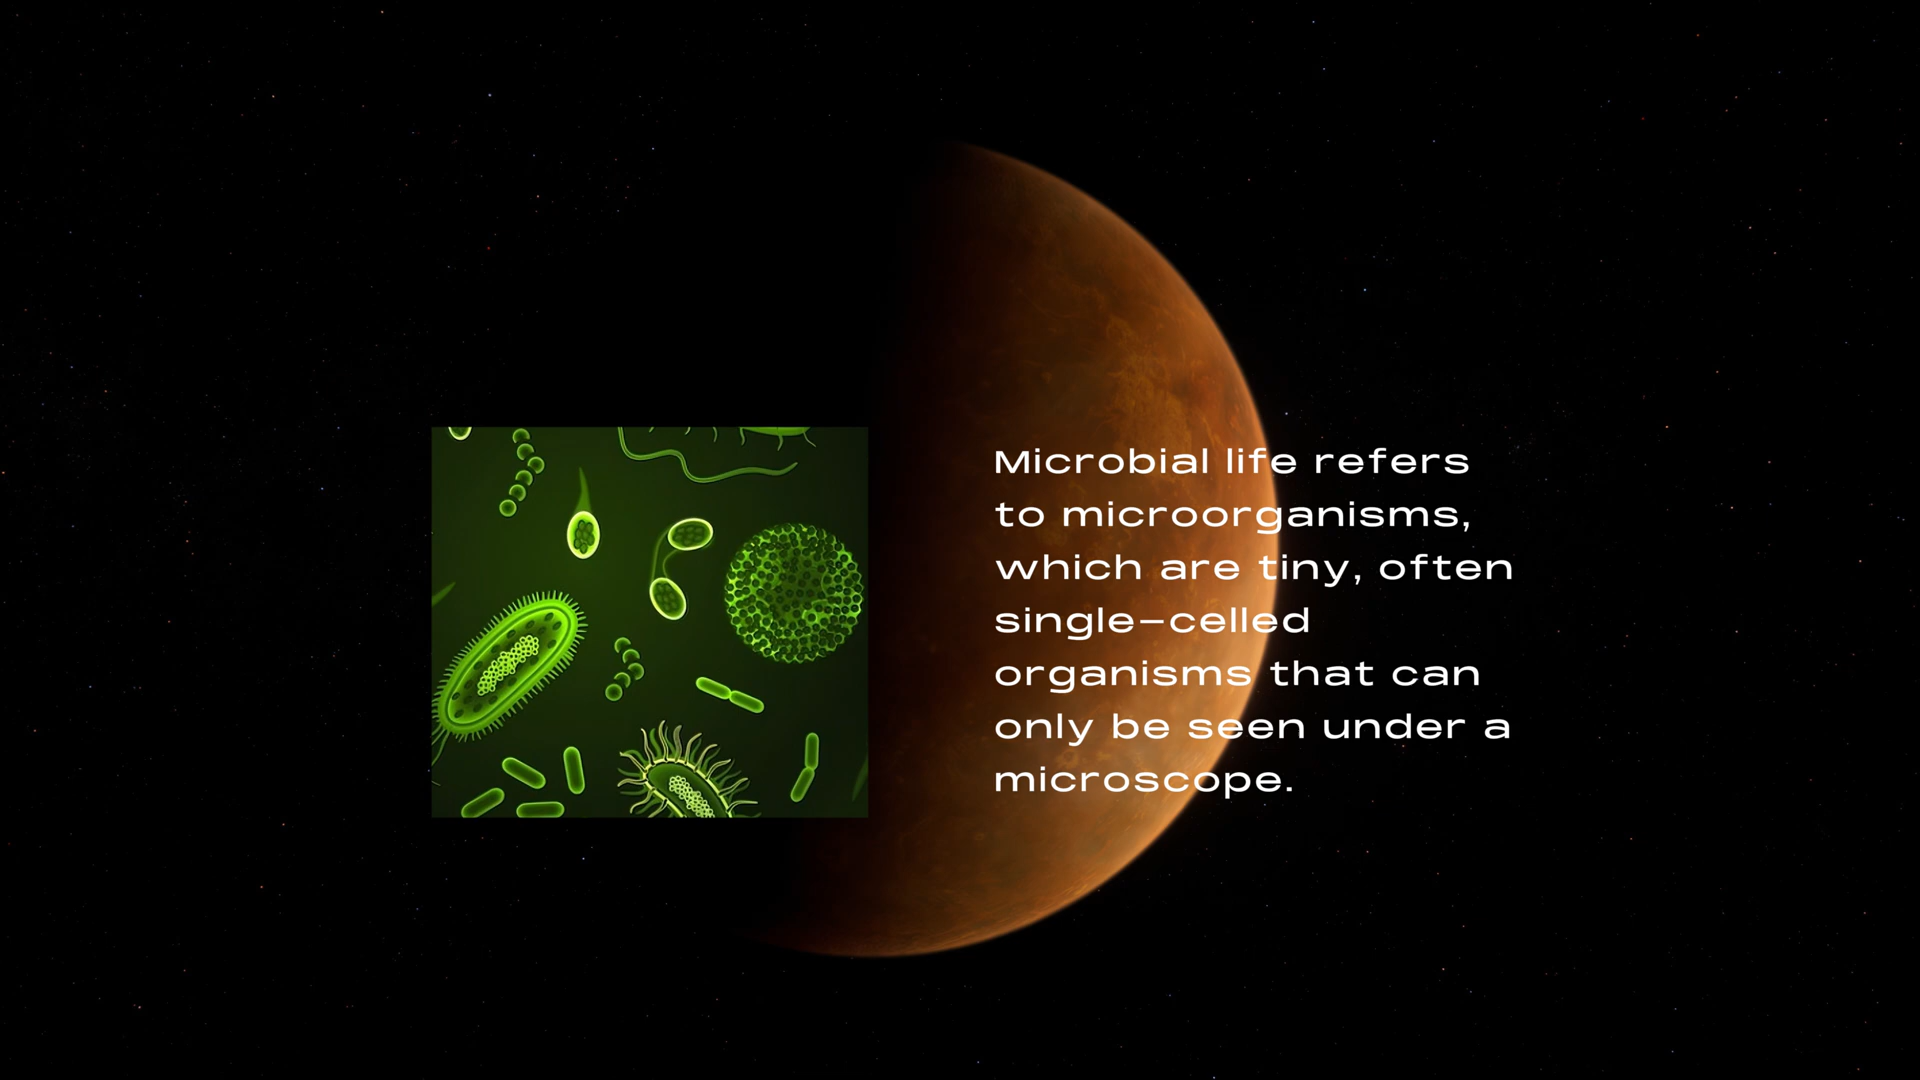 Microbial life refers
to microorganisms,
which are tiny, often
single-celled
organisms that can
only be seen under a
microscope.